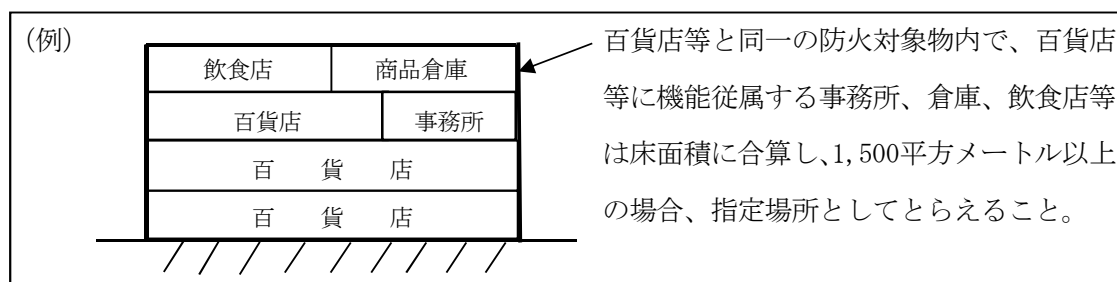 (例)
飲食店 商品倉庫
百貨店 事務所
百 貨 店
百 貨 店
百貨店等と同一の防火対象物内で、百貨店
等に機能従属する事務所、倉庫、飲食店等
は床面積に合算し、1,500平方メートル以上
の場合、指定場所としてとらえること。